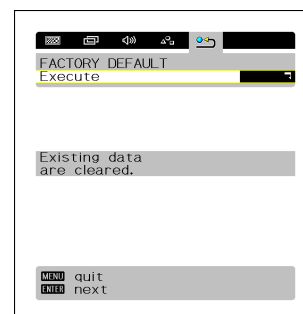 FACTORY DEFAULT
Execute
Existing data
are cleared.
MENU quit
ENTER next